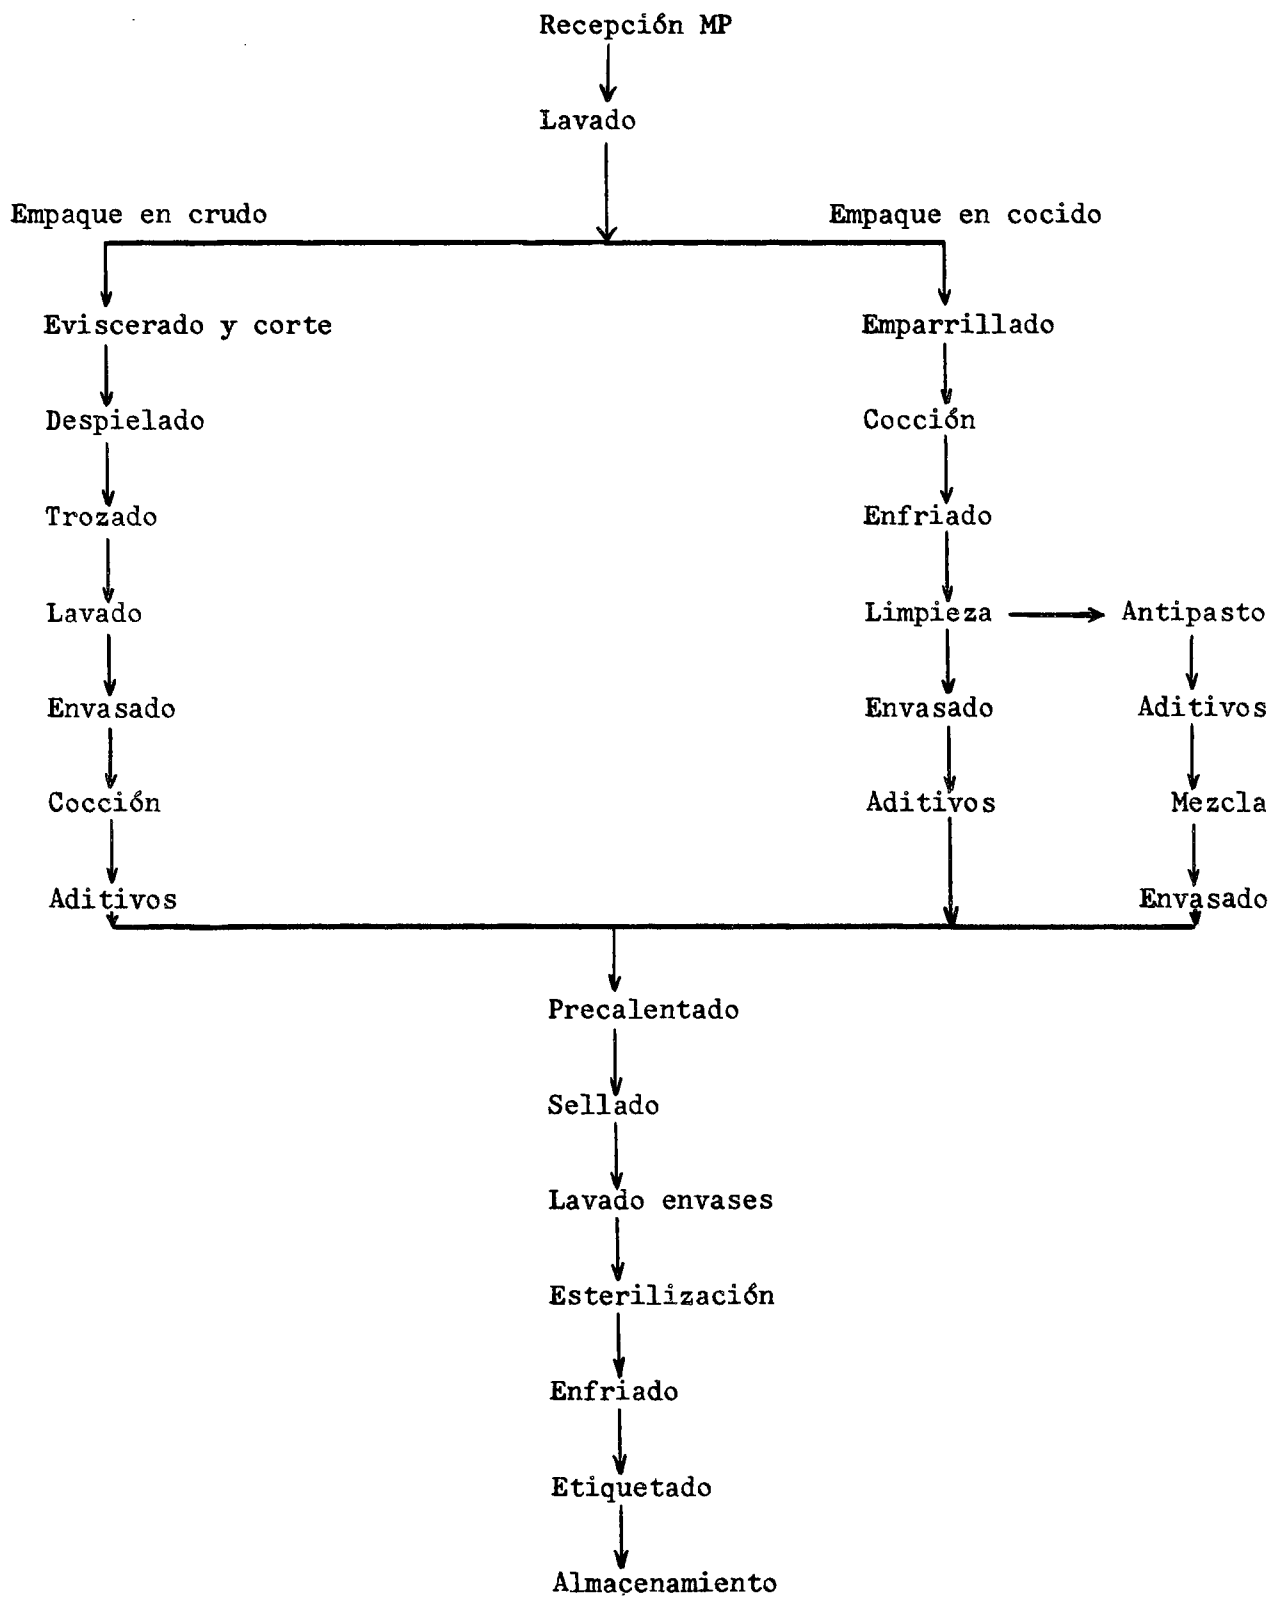 Recepción MP
Lavado
Empaque en crudo
Empaque en cocido
Eviscerado y corte
Emparrillado
Despielado
Cocción
Trozado
Enfriado
Lavado
Limpieza
Antipasto
Envasado
Envasado
Aditivos
Cocción
Aditivos
Mezcla
Aditivos
Envasado
Precalentado
Sellado
Lavado envases
Esterilización
Enfriado
Etiquetado
Almacenamiento